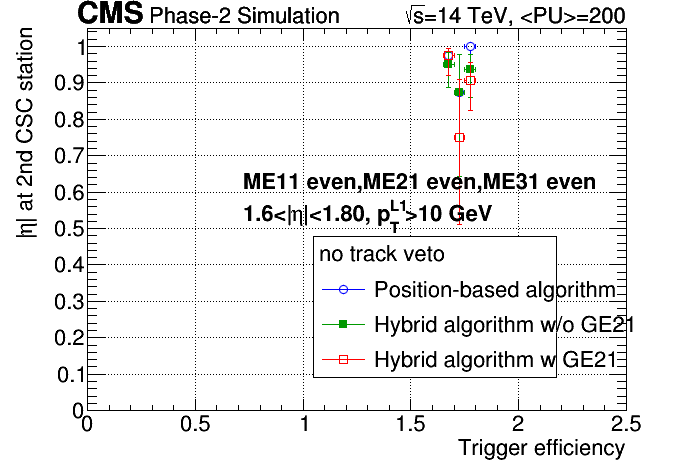 CMS Phase-2 Simulation √s=14 TeV, <PU>=200
|η| at 2nd CSC station
1
0.9
0.8
0.7
0.6
0.5
0.4
0.3
0.2
0.1
0
ME11 even,ME21 even,ME31 even
1.6<|η|<1.80, p_T^L1>10 GeV
no track veto
Position-based algorithm
Hybrid algorithm w/o GE21
Hybrid algorithm w GE21
0 0.5 1 1.5 2 2.5
Trigger efficiency